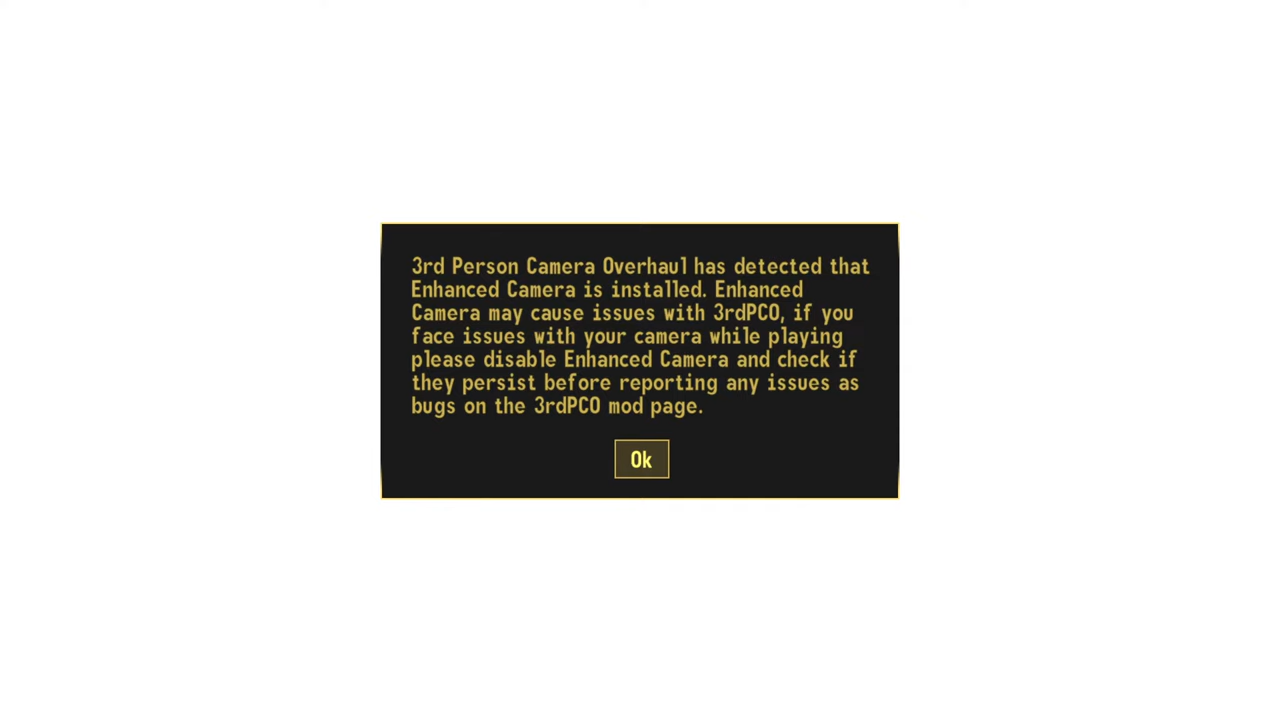 3rd Person Camera Overhaul has detected that
Enhanced Camera is installed. Enhanced
Camera may cause issues with 3rdPCO, if you
face issues with your camera while playing
please disable Enhanced Camera and check if
they persist before reporting any issues as
bugs on the 3rdPCO mod page.
Ok